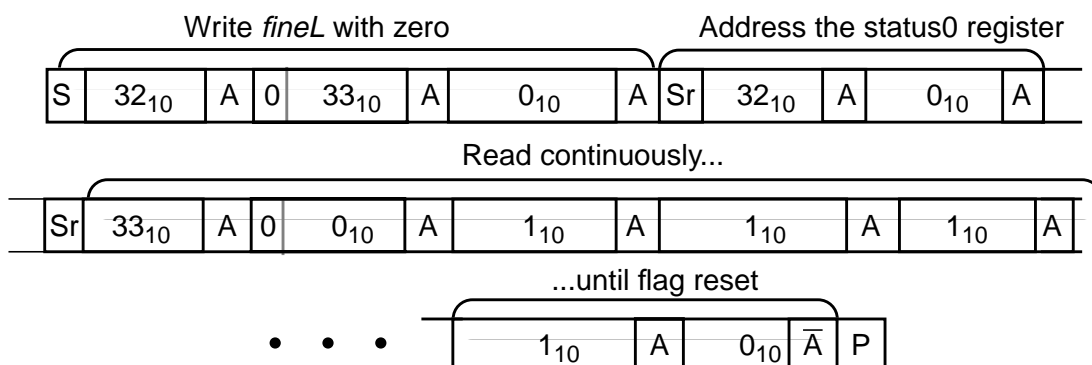 Write fineL with zero Address the status0 register
S 32₁₀ A 0 33₁₀ A 0₁₀ A Sr 32₁₀ A 0₁₀ A
Read continuously...
Sr 33₁₀ A 0 0₁₀ A 1₁₀ A 1₁₀ A 1₁₀ A
...until flag reset
• • • 1₁₀ A 0₁₀ A̅ P